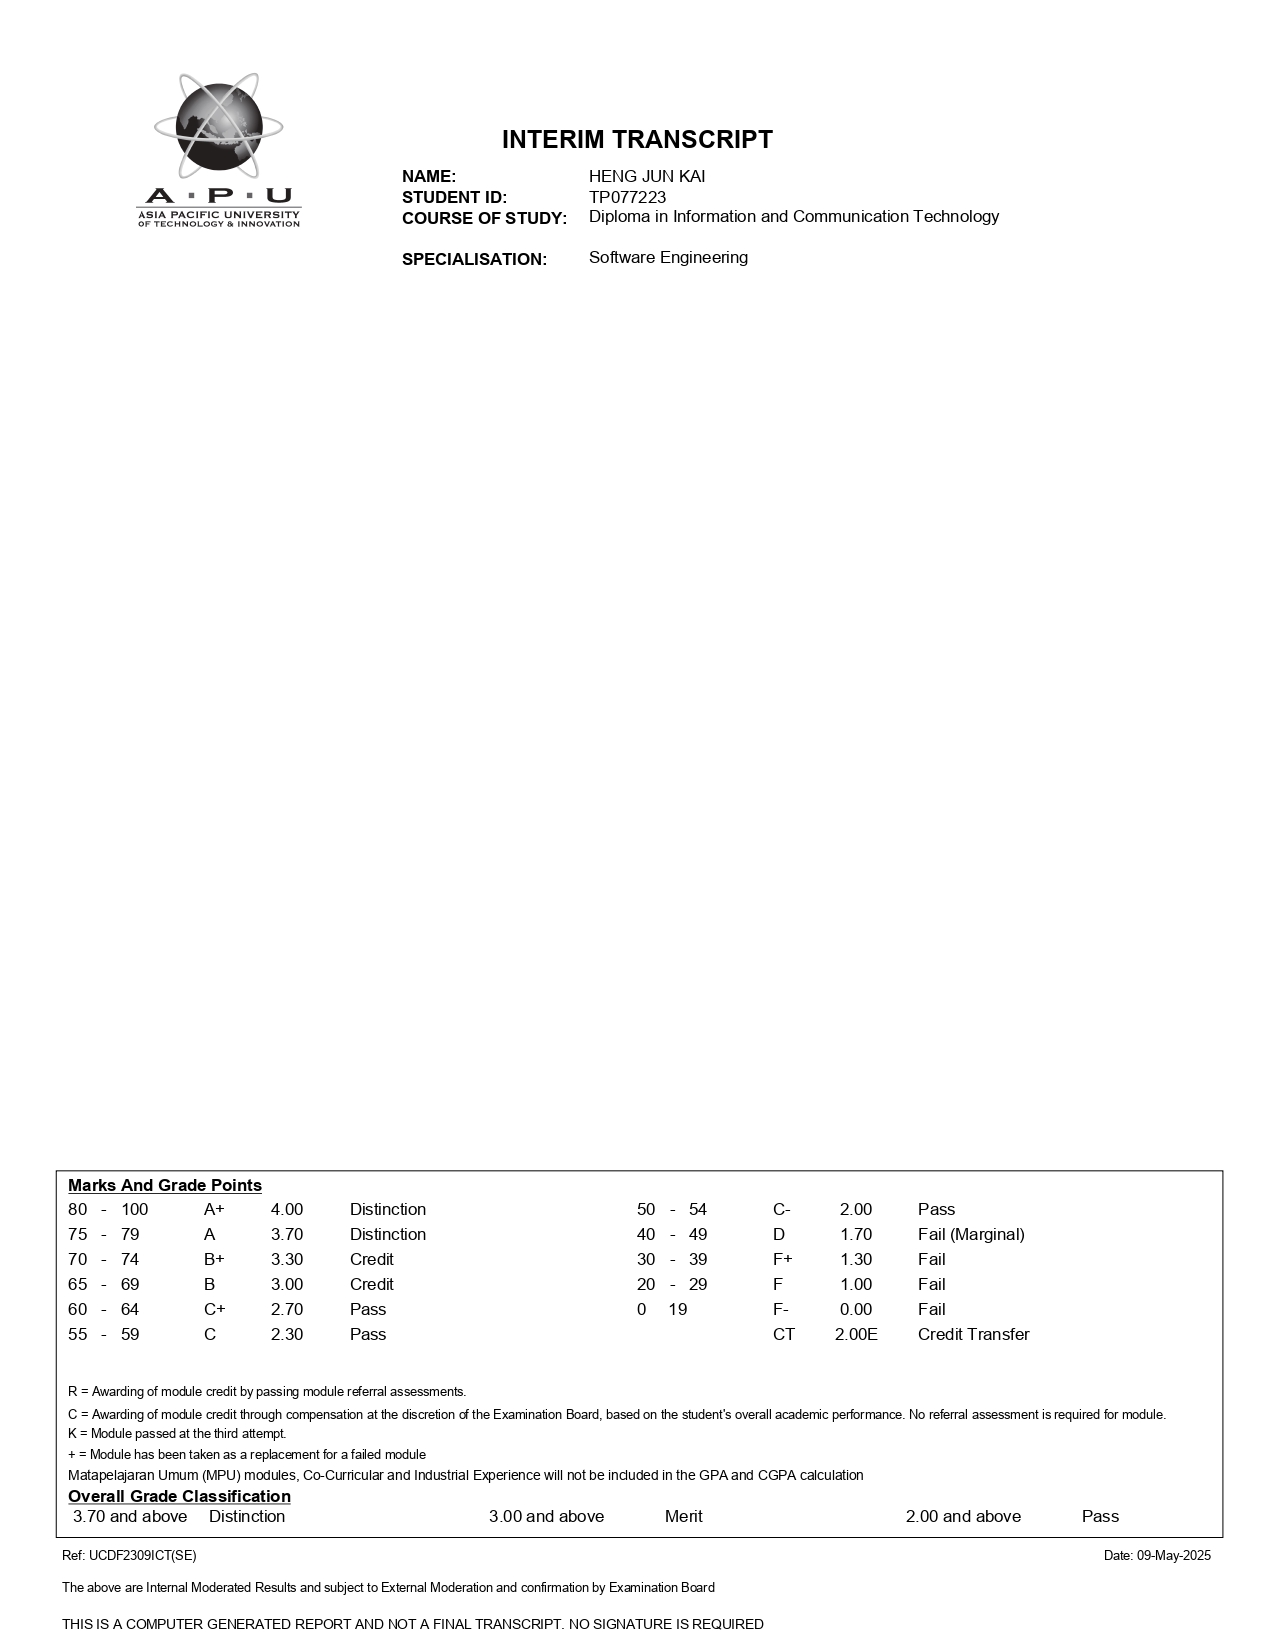 A · P · U
ASIA PACIFIC UNIVERSITY
OF TECHNOLOGY & INNOVATION
INTERIM TRANSCRIPT
NAME: HENG JUN KAI
STUDENT ID: TP077223
COURSE OF STUDY: Diploma in Information and Communication Technology
SPECIALISATION: Software Engineering
Marks And Grade Points
80 - 100 A+ 4.00 Distinction 50 - 54 C- 2.00 Pass
75 - 79 A 3.70 Distinction 40 - 49 D 1.70 Fail (Marginal)
70 - 74 B+ 3.30 Credit 30 - 39 F+ 1.30 Fail
65 - 69 B 3.00 Credit 20 - 29 F 1.00 Fail
60 - 64 C+ 2.70 Pass 0 19 F- 0.00 Fail
55 - 59 C 2.30 Pass CT 2.00E Credit Transfer
R = Awarding of module credit by passing module referral assessments.
C = Awarding of module credit through compensation at the discretion of the Examination Board, based on the student's overall academic performance. No referral assessment is required for module.
K = Module passed at the third attempt.
+ = Module has been taken as a replacement for a failed module
Matapelajaran Umum (MPU) modules, Co-Curricular and Industrial Experience will not be included in the GPA and CGPA calculation
Overall Grade Classification
3.70 and above Distinction 3.00 and above Merit 2.00 and above Pass
Ref: UCDF2309ICT(SE) Date: 09-May-2025
The above are Internal Moderated Results and subject to External Moderation and confirmation by Examination Board
THIS IS A COMPUTER GENERATED REPORT AND NOT A FINAL TRANSCRIPT. NO SIGNATURE IS REQUIRED